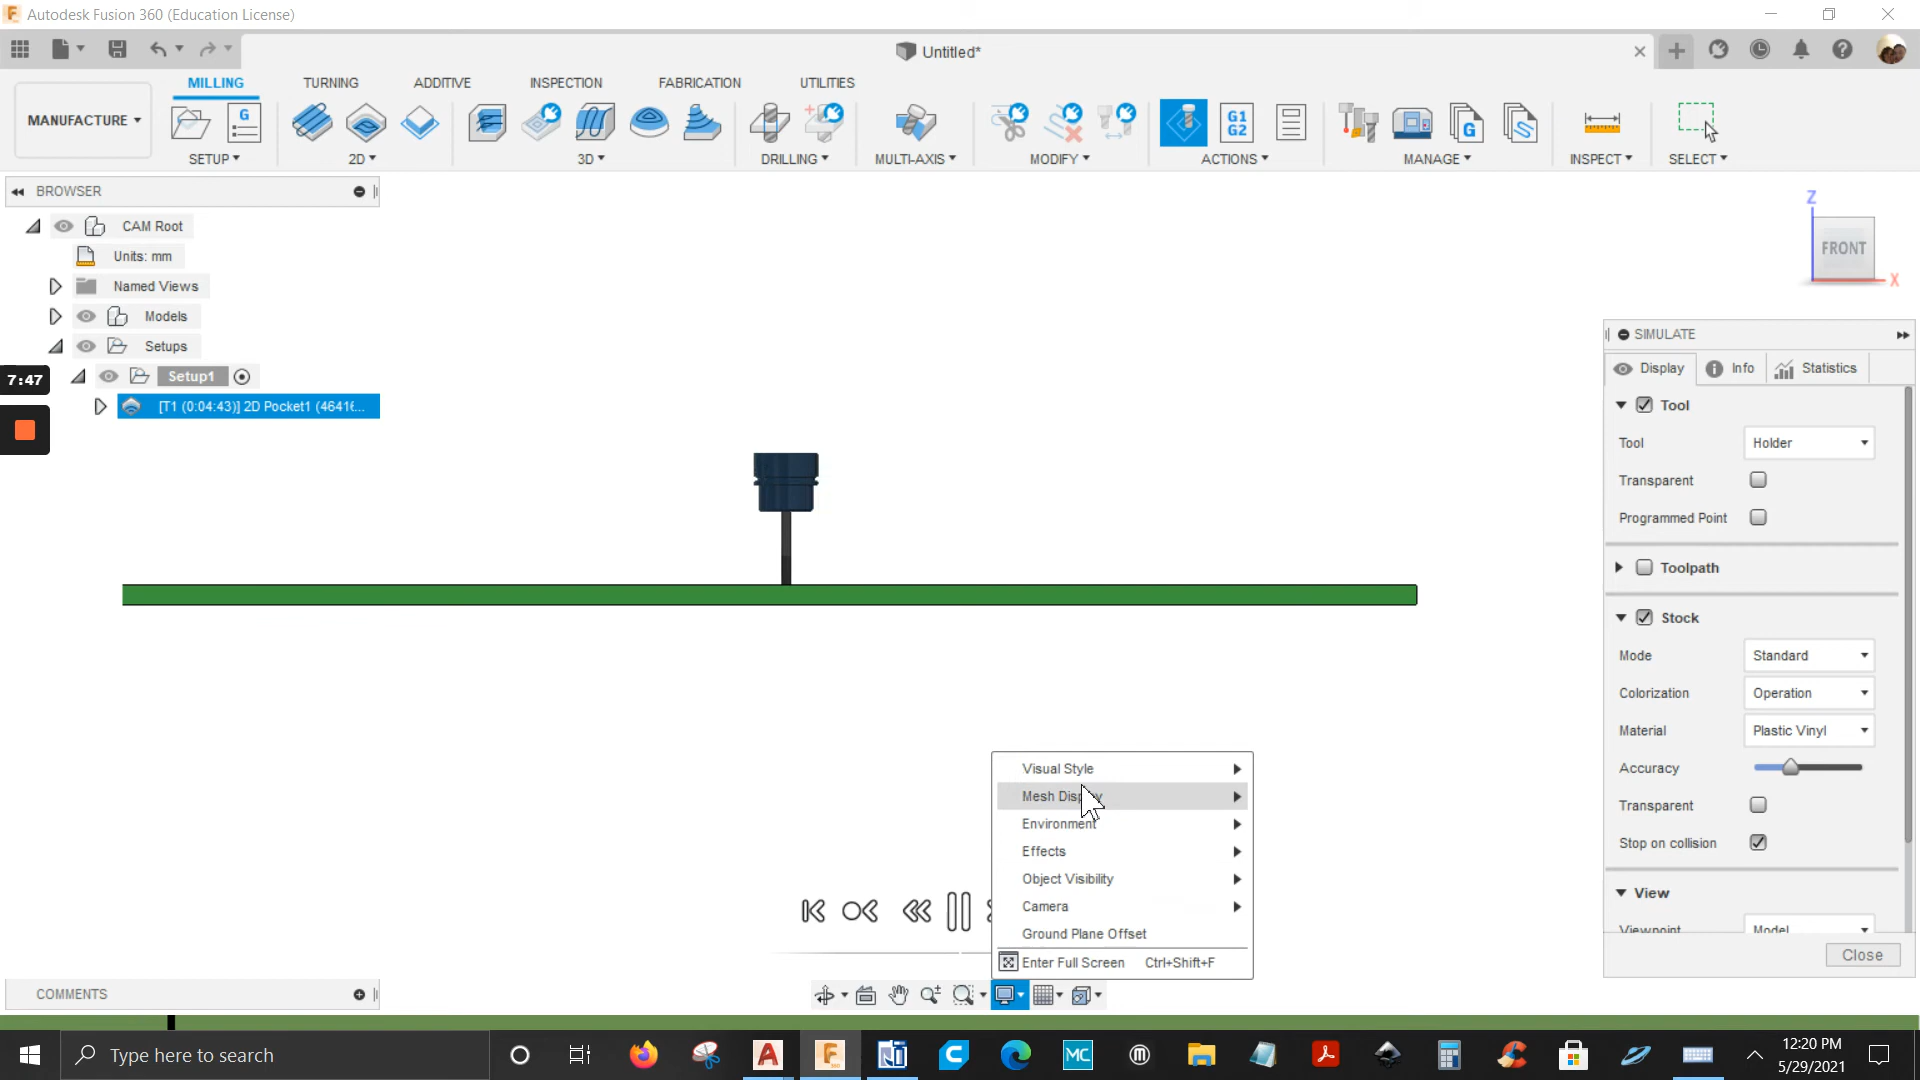 Autodesk Fusion 360 (Education License)
Untitled*
MANUFACTURE
MILLING TURNING ADDITIVE INSPECTION FABRICATION UTILITIES
G G1 G2 G
SETUP 2D 3D DRILLING MULTI-AXIS MODIFY ACTIONS MANAGE INSPECT SELECT
BROWSER
CAM Root
Units: mm
Named Views
Models
Setups
Setup1
[T1 (0:04:43)] 2D Pocket1 (46416...
7:47
Z
FRONT
X
SIMULATE
Display Info Statistics
Tool
Tool Holder
Transparent
Programmed Point
Toolpath
Stock
Mode Standard
Colorization Operation
Material Plastic Vinyl
Accuracy
Transparent
Stop on collision
View
Viewpoint Model
Close
Visual Style
Mesh Display
Environment
Effects
Object Visibility
Camera
Ground Plane Offset
Enter Full Screen Ctrl+Shift+F
COMMENTS
Type here to search
MC
12:20 PM
5/29/2021